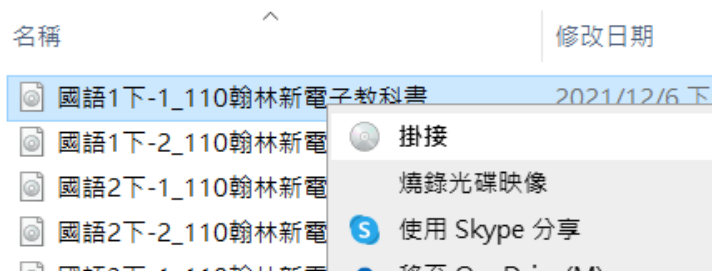 名稱 修改日期
國語1下-1_110翰林新電子教科書 2021/12/6 下
掛接
國語1下-2_110翰林新電
燒錄光碟映像
國語2下-1_110翰林新電
使用 Skype 分享
國語2下-2_110翰林新電